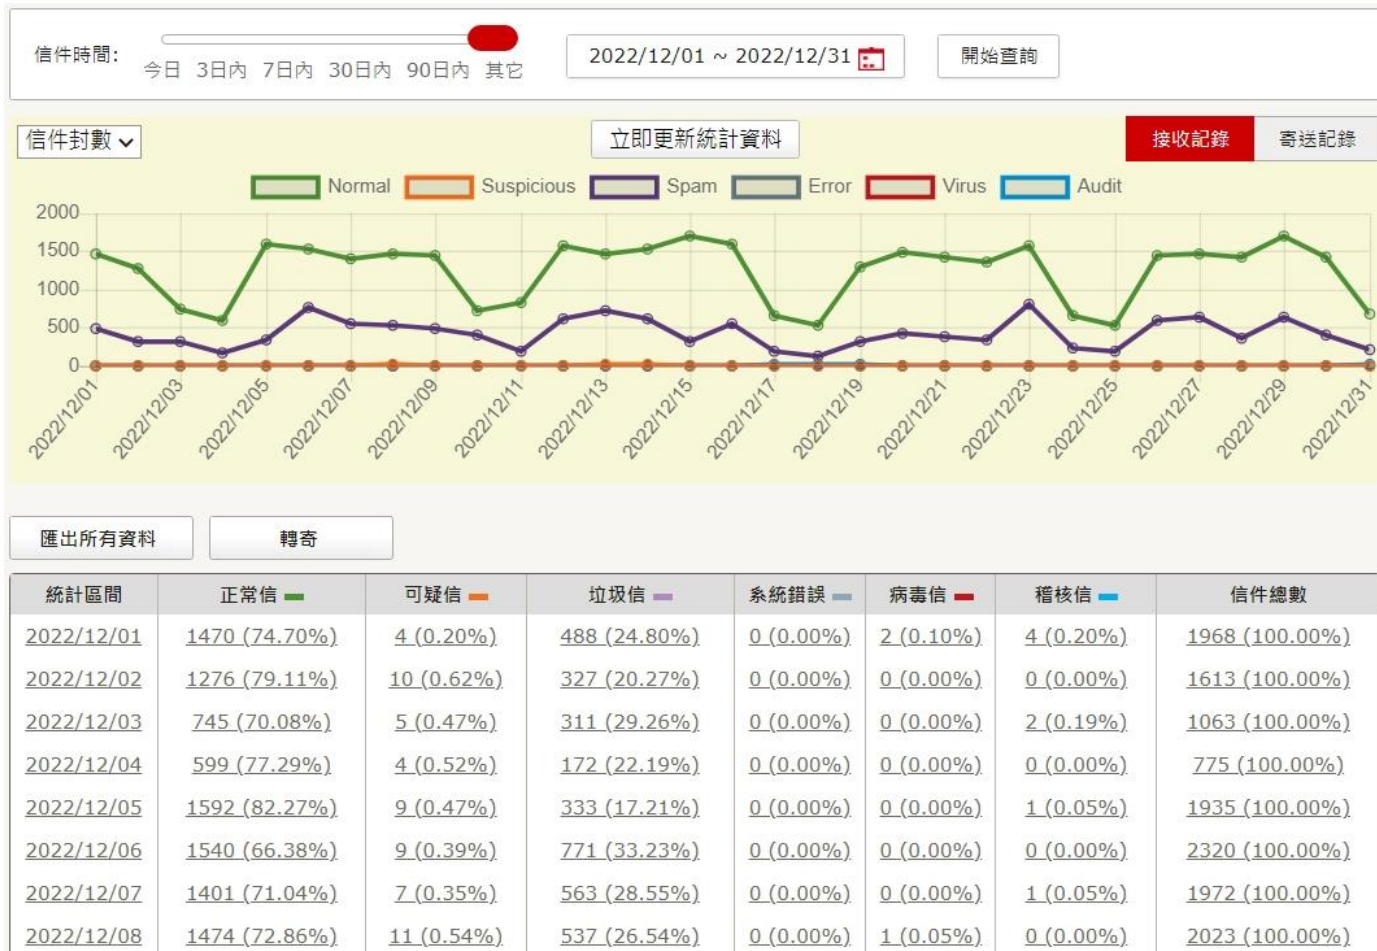 信件時間:
今日 3日內 7日內 30日內 90日內 其它
2022/12/01 ~ 2022/12/31
開始查詢
信件封數
立即更新統計資料
接收記錄 寄送記錄
Normal Suspicious Spam Error Virus Audit
2000
1500
1000
500
0
2022/12/01 2022/12/03 2022/12/05 2022/12/07 2022/12/09 2022/12/11 2022/12/13 2022/12/15 2022/12/17 2022/12/19 2022/12/21 2022/12/23 2022/12/25 2022/12/27 2022/12/29 2022/12/31
匯出所有資料 轉寄
統計區間 正常信 可疑信 垃圾信 系統錯誤 病毒信 稽核信 信件總數
2022/12/01 1470 (74.70%) 4 (0.20%) 488 (24.80%) 0 (0.00%) 2 (0.10%) 4 (0.20%) 1968 (100.00%)
2022/12/02 1276 (79.11%) 10 (0.62%) 327 (20.27%) 0 (0.00%) 0 (0.00%) 0 (0.00%) 1613 (100.00%)
2022/12/03 745 (70.08%) 5 (0.47%) 311 (29.26%) 0 (0.00%) 0 (0.00%) 2 (0.19%) 1063 (100.00%)
2022/12/04 599 (77.29%) 4 (0.52%) 172 (22.19%) 0 (0.00%) 0 (0.00%) 0 (0.00%) 775 (100.00%)
2022/12/05 1592 (82.27%) 9 (0.47%) 333 (17.21%) 0 (0.00%) 0 (0.00%) 1 (0.05%) 1935 (100.00%)
2022/12/06 1540 (66.38%) 9 (0.39%) 771 (33.23%) 0 (0.00%) 0 (0.00%) 0 (0.00%) 2320 (100.00%)
2022/12/07 1401 (71.04%) 7 (0.35%) 563 (28.55%) 0 (0.00%) 0 (0.00%) 1 (0.05%) 1972 (100.00%)
2022/12/08 1474 (72.86%) 11 (0.54%) 537 (26.54%) 0 (0.00%) 1 (0.05%) 0 (0.00%) 2023 (100.00%)